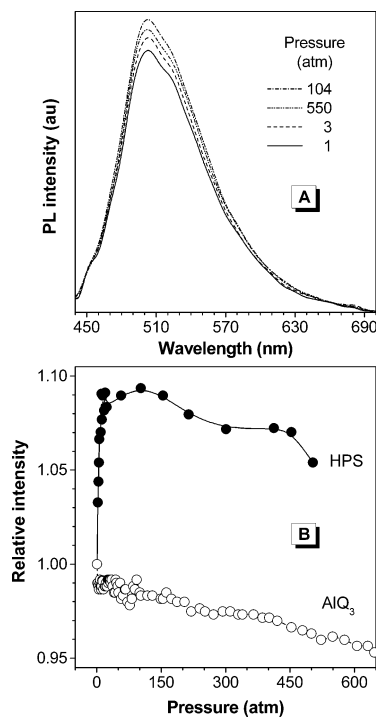 A
PL intensity (au)
Pressure
(atm)
104
550
3
1
450 510 570 630 690
Wavelength (nm)
B
Relative intensity
1.10
1.05
1.00
0.95
HPS
AlQ3
0 150 300 450 600
Pressure (atm)